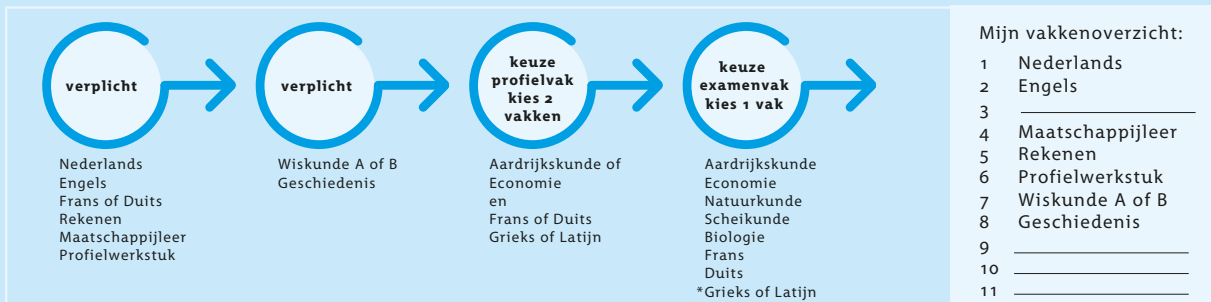 verplicht
Nederlands
Engels
Frans of Duits
Rekenen
Maatschappijleer
Profielwerkstuk
verplicht
Wiskunde A of B
Geschiedenis
keuze
profielvak
kies 2
vakken
Aardrijkskunde of
Economie
en
Frans of Duits
Grieks of Latijn
keuze
examenvak
kies 1 vak
Aardrijkskunde
Economie
Natuurkunde
Scheikunde
Biologie
Frans
Duits
*Grieks of Latijn
Mijn vakkenoverzicht:
1 Nederlands
2 Engels
3
4 Maatschappijleer
5 Rekenen
6 Profielwerkstuk
7 Wiskunde A of B
8 Geschiedenis
9
10
11